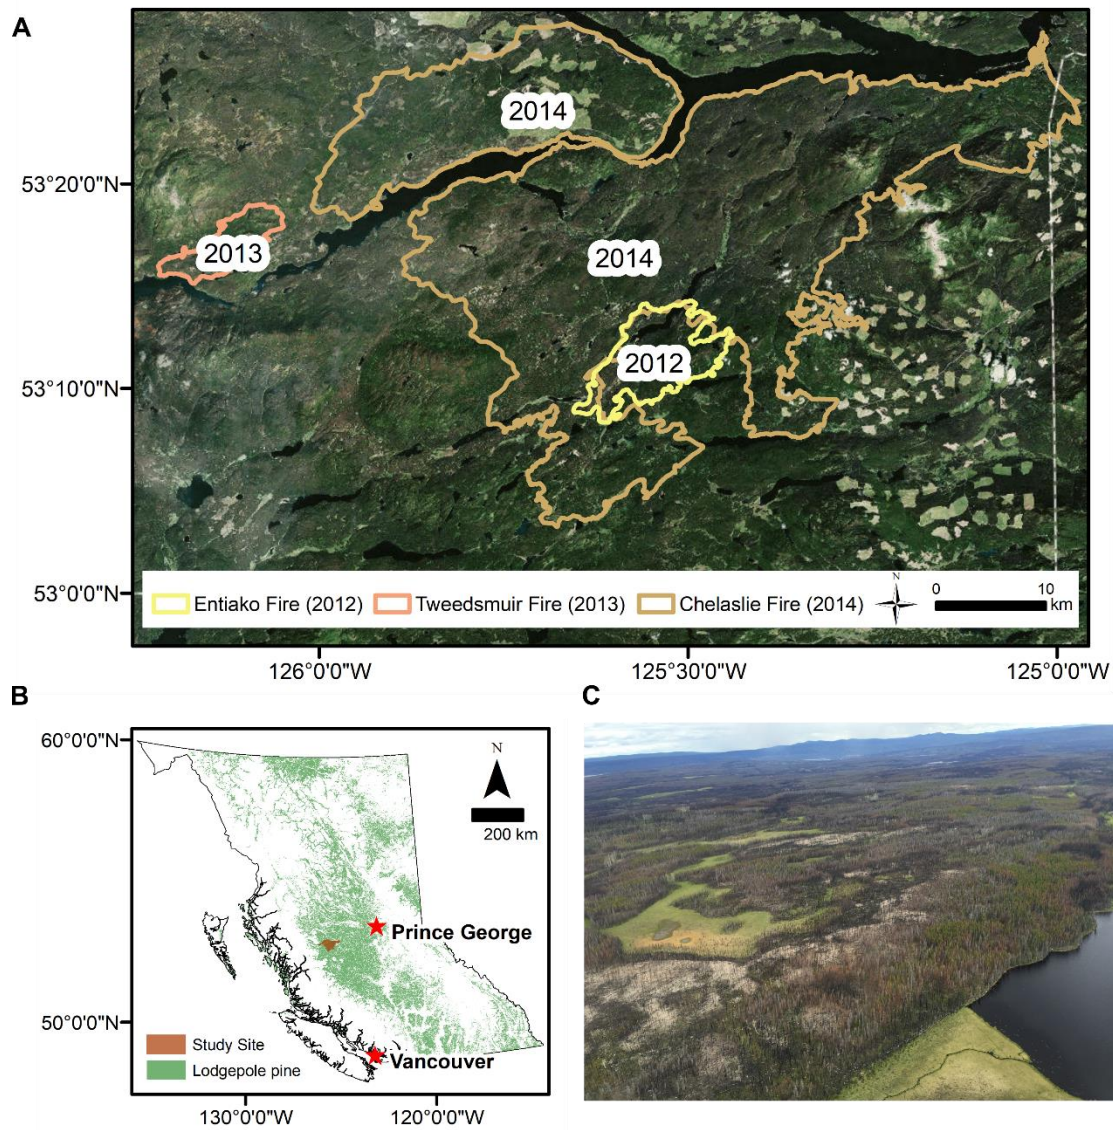 A
2014
53°20'0"N
2013
2014
2012
53°10'0"N
53°0'0"N
Entiako Fire (2012) Tweedsmuir Fire (2013) Chelaslie Fire (2014) N 0 10 km
126°0'0"W 125°30'0"W 125°0'0"W
B
C
60°0'0"N
N
200 km
Prince George
50°0'0"N
Study Site
Lodgepole pine
Vancouver
130°0'0"W 120°0'0"W